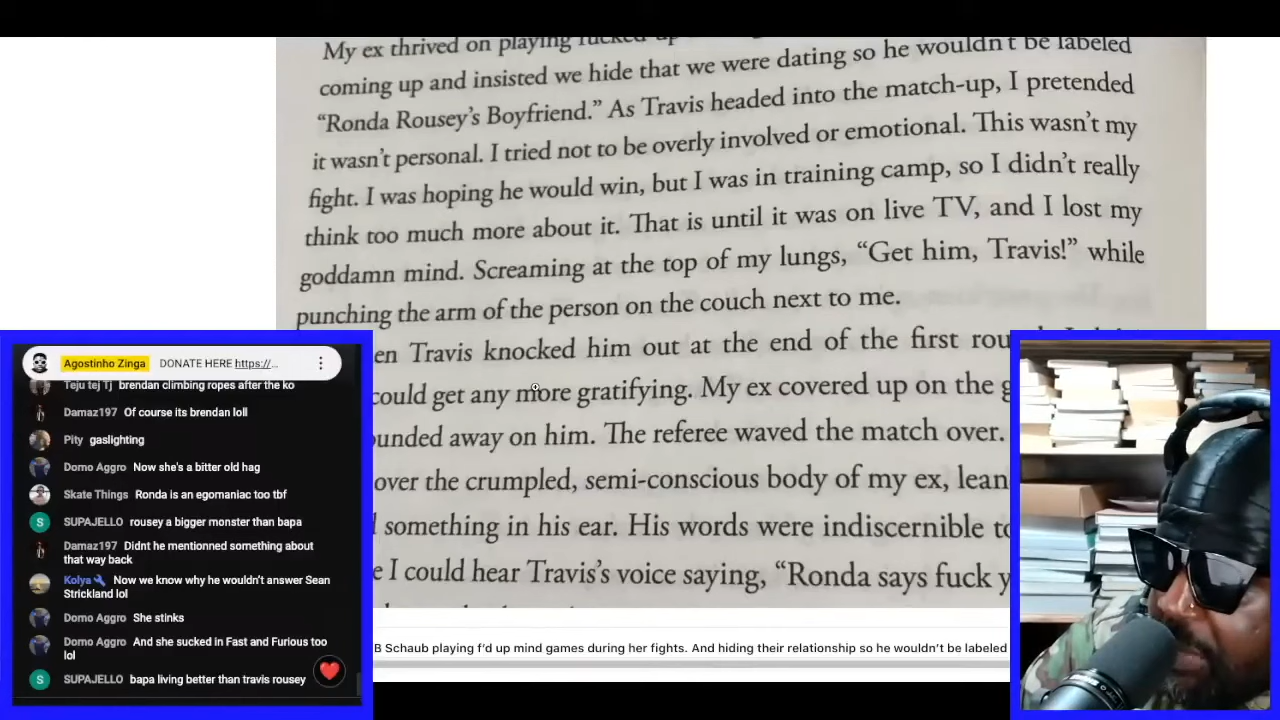 My ex thrived on playing fucked up
coming up and insisted we hide that we were dating so he wouldn't be labeled
“Ronda Rousey’s Boyfriend.” As Travis headed into the match-up, I pretended
it wasn’t personal. I tried not to be overly involved or emotional. This wasn’t my
fight. I was hoping he would win, but I was in training camp, so I didn’t really
think too much more about it. That is until it was on live TV, and I lost my
goddamn mind. Screaming at the top of my lungs, “Get him, Travis!” while
punching the arm of the person on the couch next to me.
en Travis knocked him out at the end of the first rou
could get any more gratifying. My ex covered up on the g
ounded away on him. The referee waved the match over.
over the crumpled, semi-conscious body of my ex, lean
something in his ear. His words were indiscernible to
e I could hear Travis’s voice saying, “Ronda says fuck y
B Schaub playing f’d up mind games during her fights. And hiding their relationship so he wouldn’t be labeled
Agostinho Zinga DONATE HERE https://...
Teju tej Tj brendan climbing ropes after the ko
Damaz197 Of course its brendan loll
Pity gaslighting
Domo Aggro Now she's a bitter old hag
Skate Things Ronda is an egomaniac too tbf
S SUPAJELLO rousey a bigger monster than bapa
Damaz197 Didnt he mentionned something about
that way back
Kolya Now we know why he wouldn’t answer Sean
Strickland lol
Domo Aggro She stinks
Domo Aggro And she sucked in Fast and Furious too
lol
S SUPAJELLO bapa living better than travis rousey